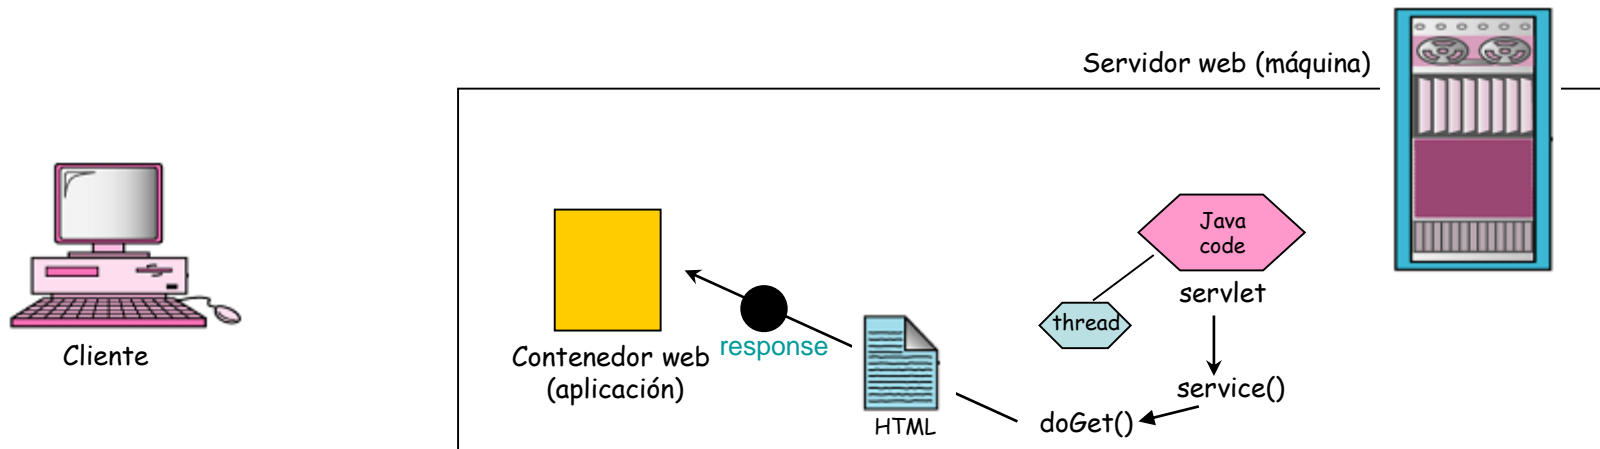 Servidor web (máquina)
Java
code
servlet
thread
Cliente
Contenedor web
(aplicación)
response
service()
HTML
doGet()